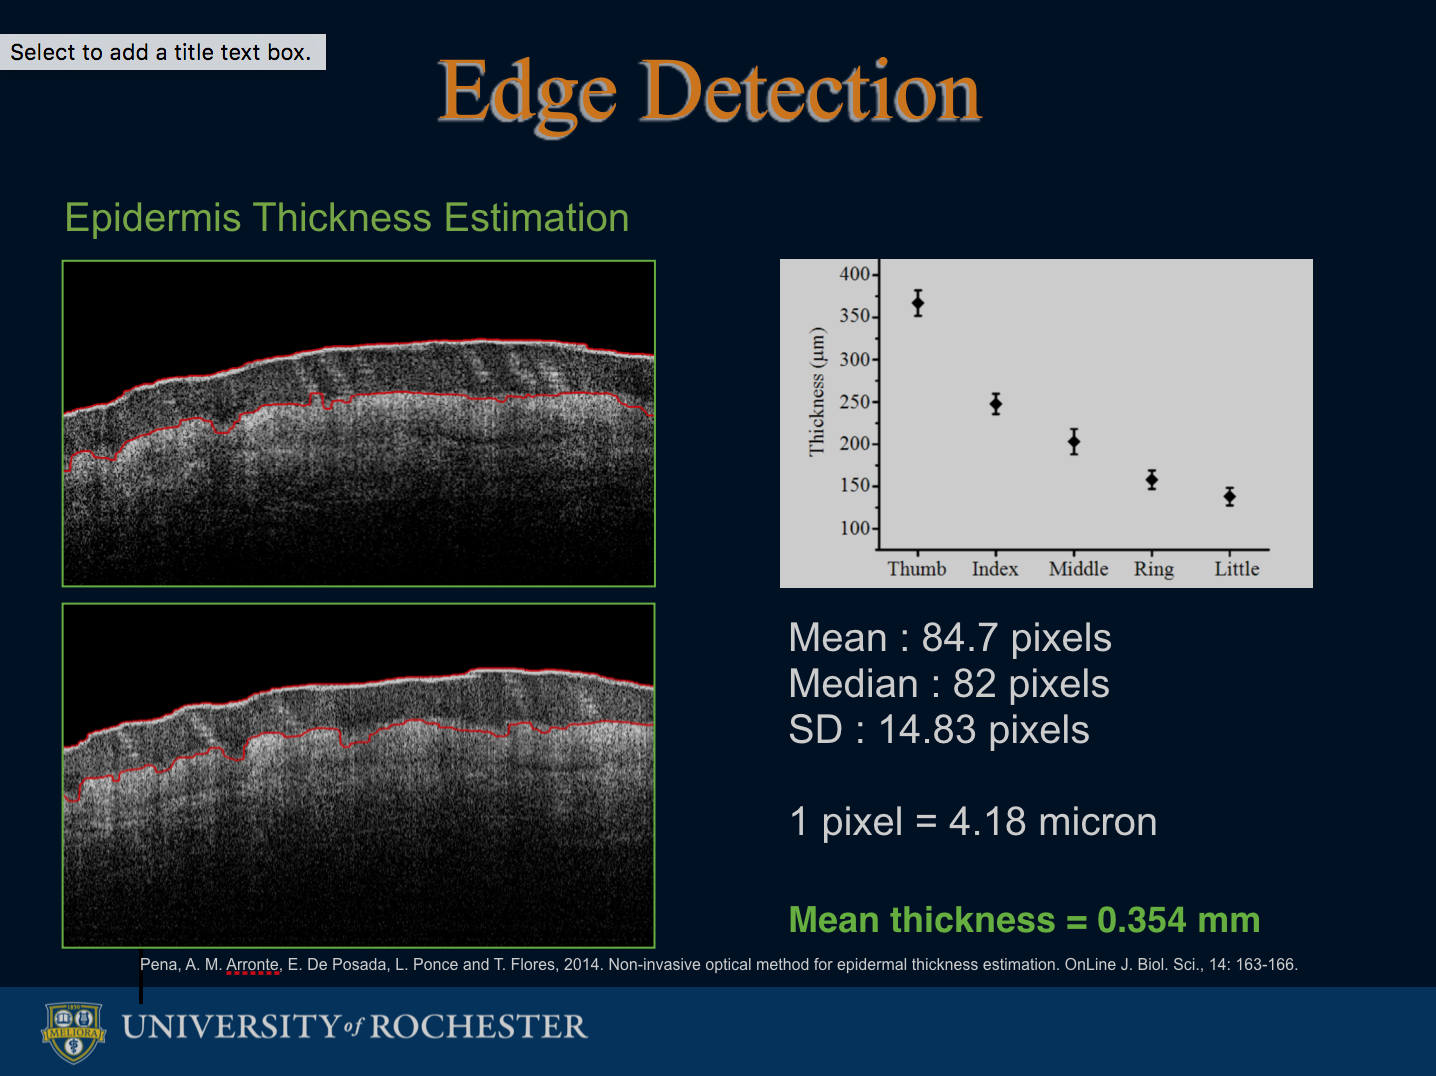 Select to add a title text box.
Edge Detection
Epidermis Thickness Estimation
Thickness (μm)
400
350
300
250
200
150
100
Thumb Index Middle Ring Little
Mean : 84.7 pixels
Median : 82 pixels
SD : 14.83 pixels
1 pixel = 4.18 micron
Mean thickness = 0.354 mm
Pena, A. M. Arronte, E. De Posada, L. Ponce and T. Flores, 2014. Non-invasive optical method for epidermal thickness estimation. OnLine J. Biol. Sci., 14: 163-166.
1850
MELIORA
UNIVERSITY of ROCHESTER